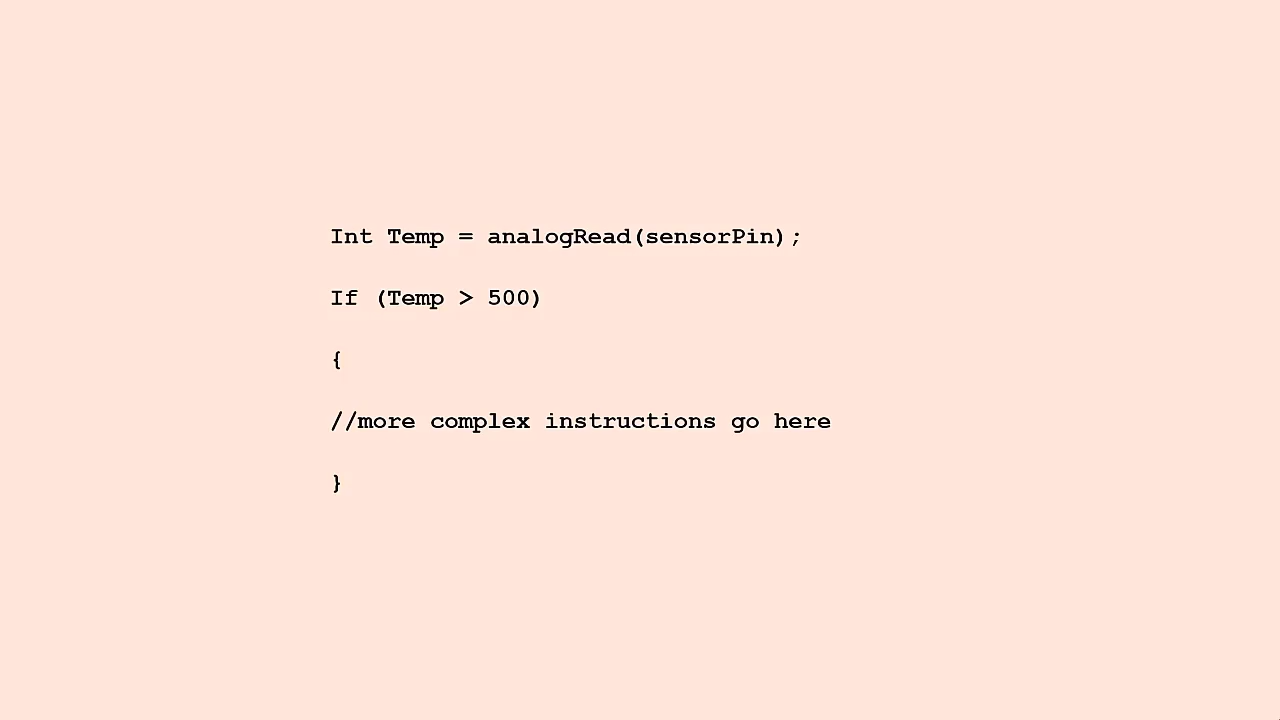 Int Temp = analogRead(sensorPin);
If (Temp > 500)
{
//more complex instructions go here
}